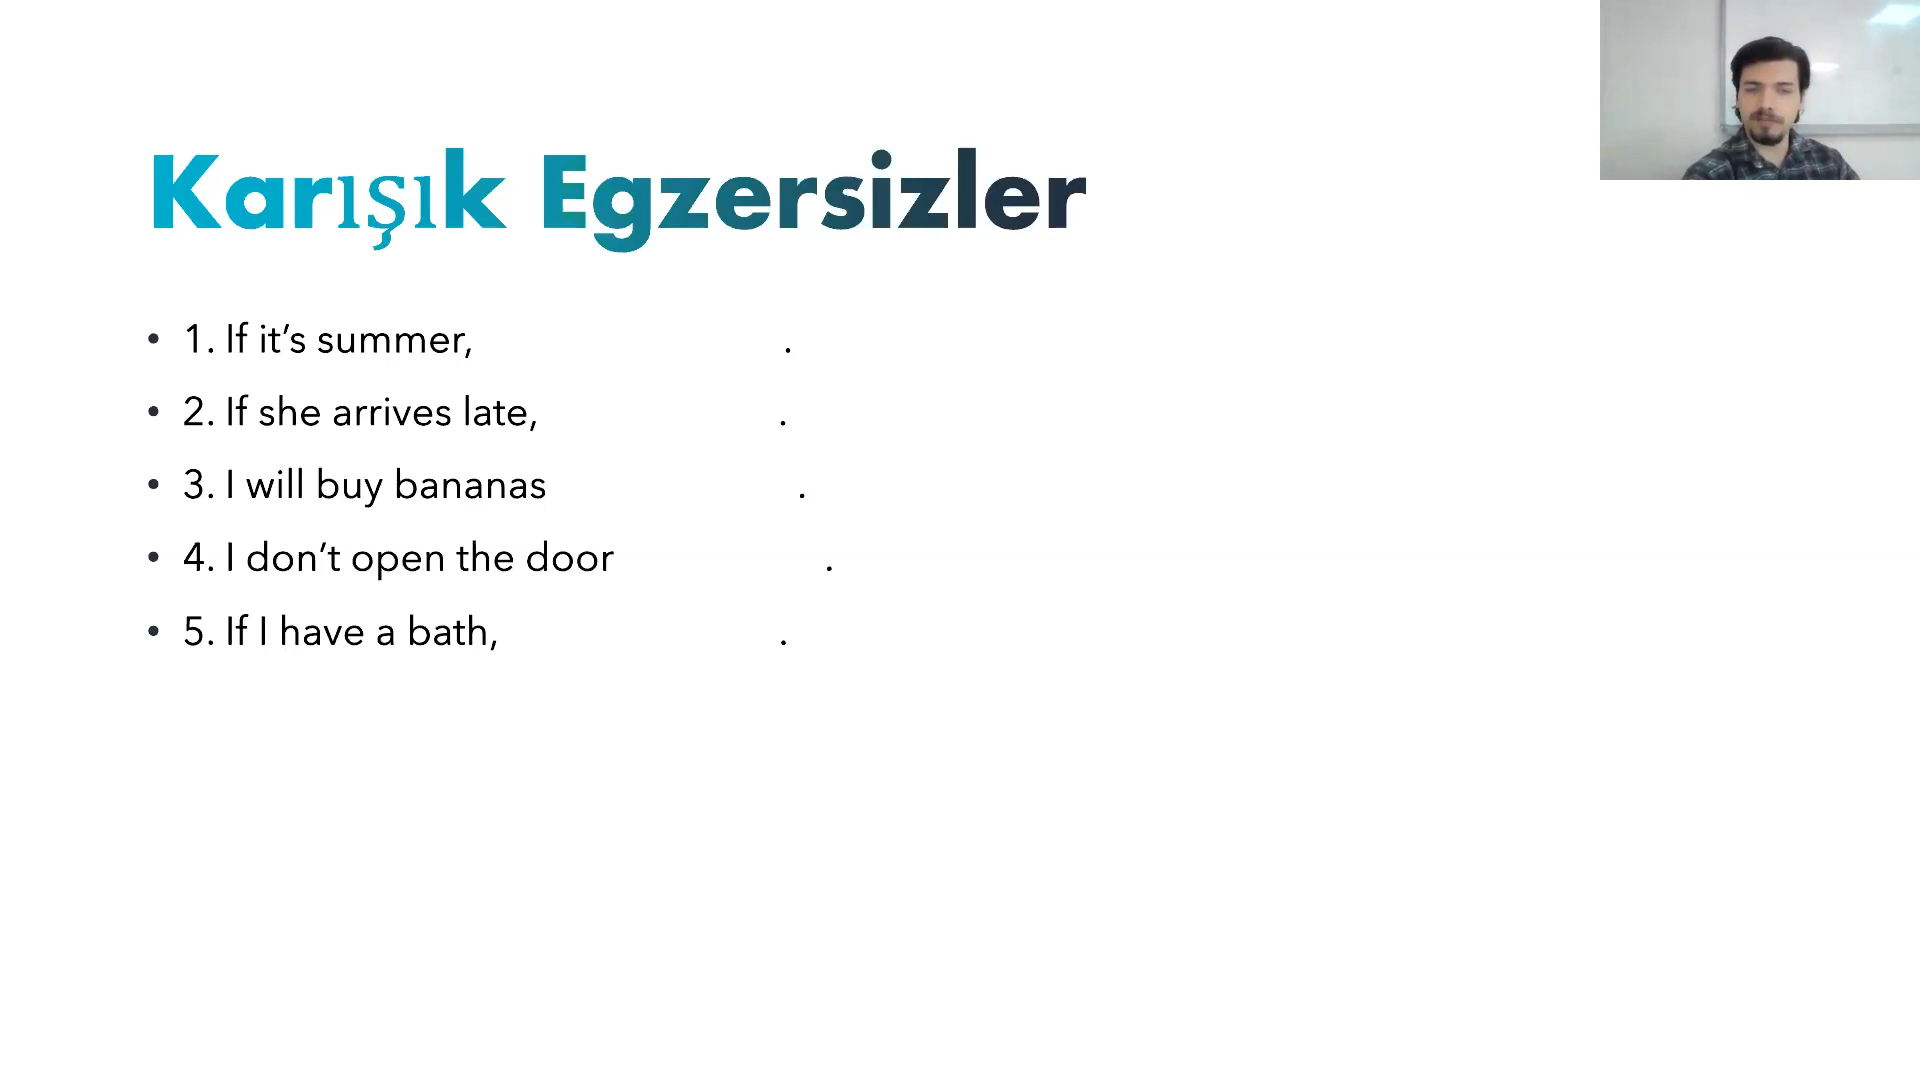 Karışık Egzersizler
• 1. If it’s summer, .
• 2. If she arrives late, .
• 3. I will buy bananas .
• 4. I don’t open the door .
• 5. If I have a bath, .